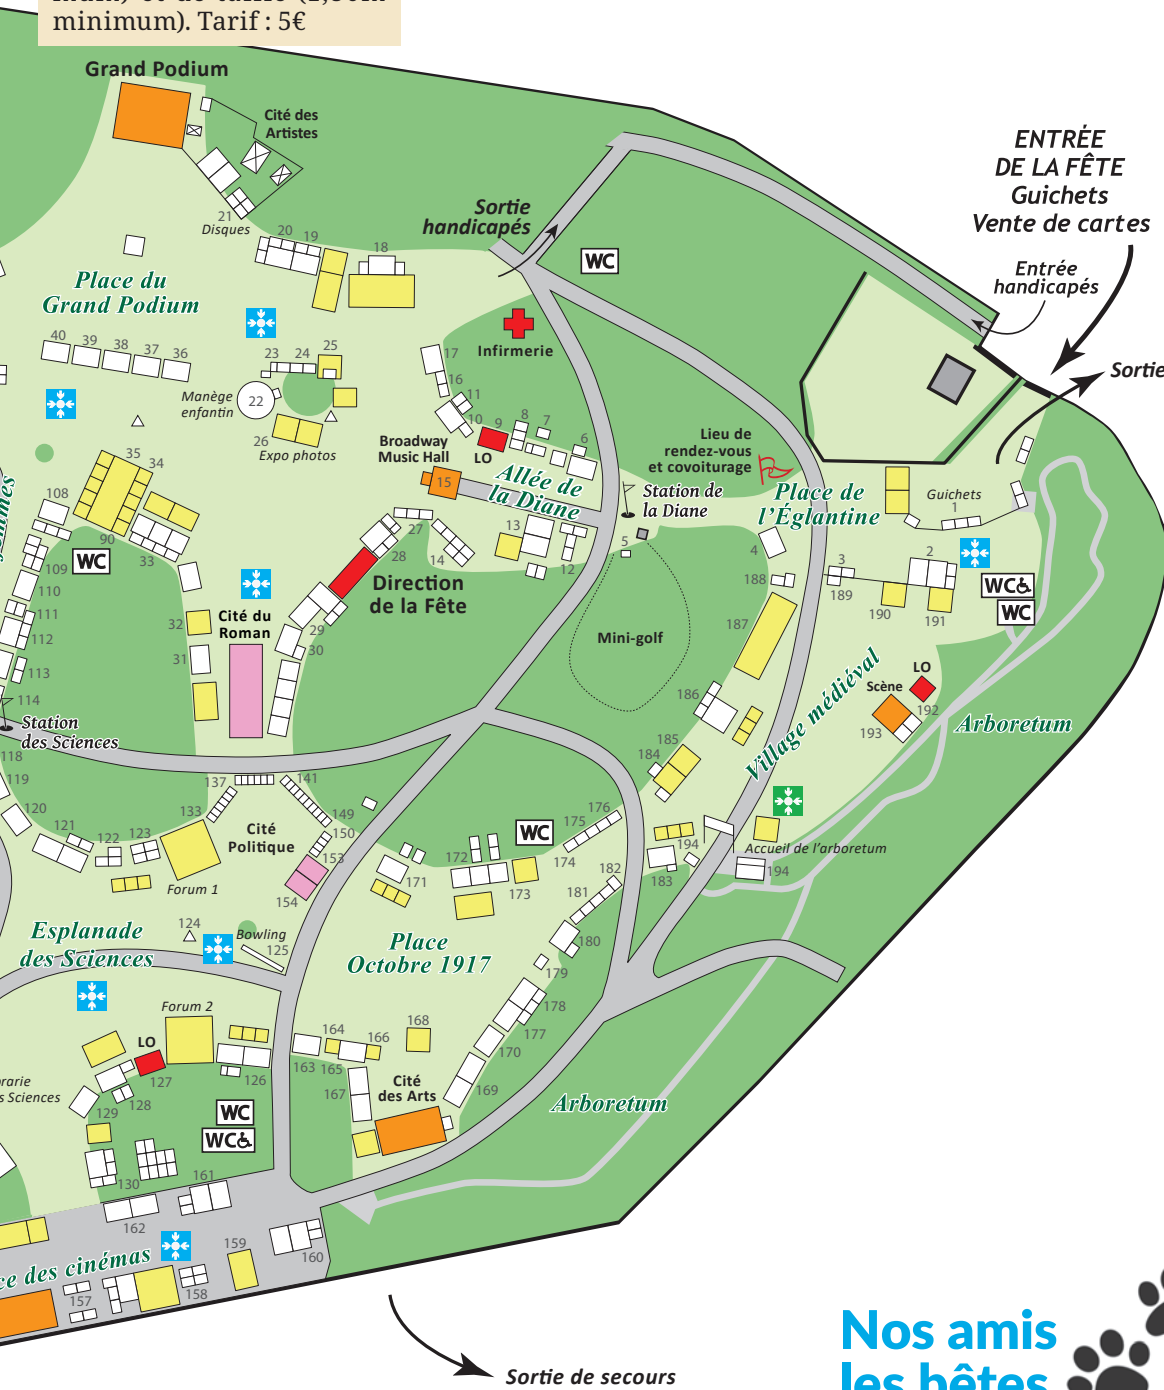 minimum). Tarif : 5€
Grand Podium
Cité des
Artistes
21
Disques
20
19
18
Sortie
handicapés
WC
ENTRÉE
DE LA FÊTE
Guichets
Vente de cartes
Entrée
handicapés
Sortie
Place du
Grand Podium
Infirmerie
40
39
38
37
36
23
24
25
17
16
11
10
9
8
7
6
Manège
enfantin
22
26
Expo photos
Broadway
Music Hall
15
LO
Allée de
la Diane
Lieu de
rendez-vous
et covoiturage
Station de
la Diane
Place de
l'Églantine
Guichets
1
35
34
108
90
33
WC
109
110
111
112
113
114
27
28
14
13
12
5
4
3
2
188
189
190
191
WC
WC
Direction
de la Fête
Cité du
Roman
32
31
29
30
Mini-golf
187
186
185
184
Village médiéval
LO
Scène
192
193
Arboretum
Station
des Sciences
118
119
120
121
122
123
133
137
141
149
150
153
154
Cité
Politique
Forum 1
WC
176
175
174
172
173
171
182
181
180
179
178
177
170
169
183
194
194
Accueil de l'arboretum
Esplanade
des Sciences
124
Bowling
125
Place
Octobre 1917
Forum 2
LO
127
126
128
129
130
163
164
165
166
167
168
Cité
des Arts
Arboretum
WC
WC
161
162
160
159
158
157
des cinémas
Sortie de secours
Nos amis
les bêtes